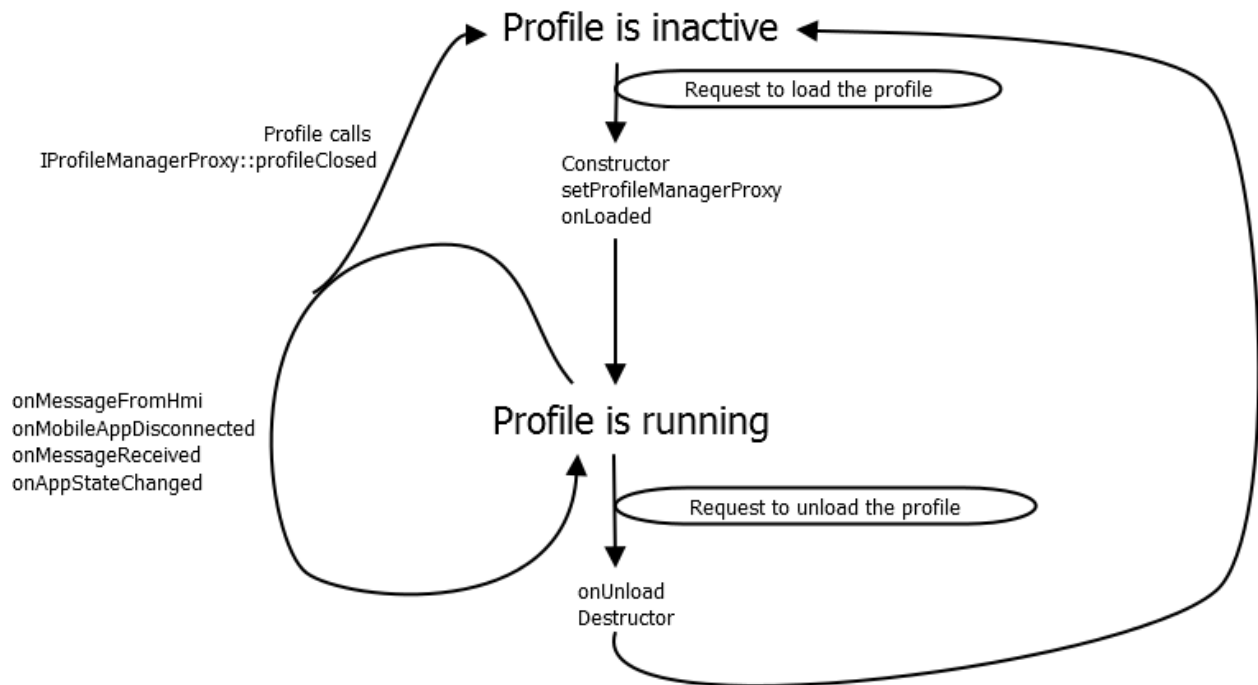 Profile is inactive
Request to load the profile
Profile calls
IProfileManagerProxy::profileClosed
Constructor
setProfileManagerProxy
onLoaded
onMessageFromHmi
onMobileAppDisconnected
onMessageReceived
onAppStateChanged
Profile is running
Request to unload the profile
onUnload
Destructor